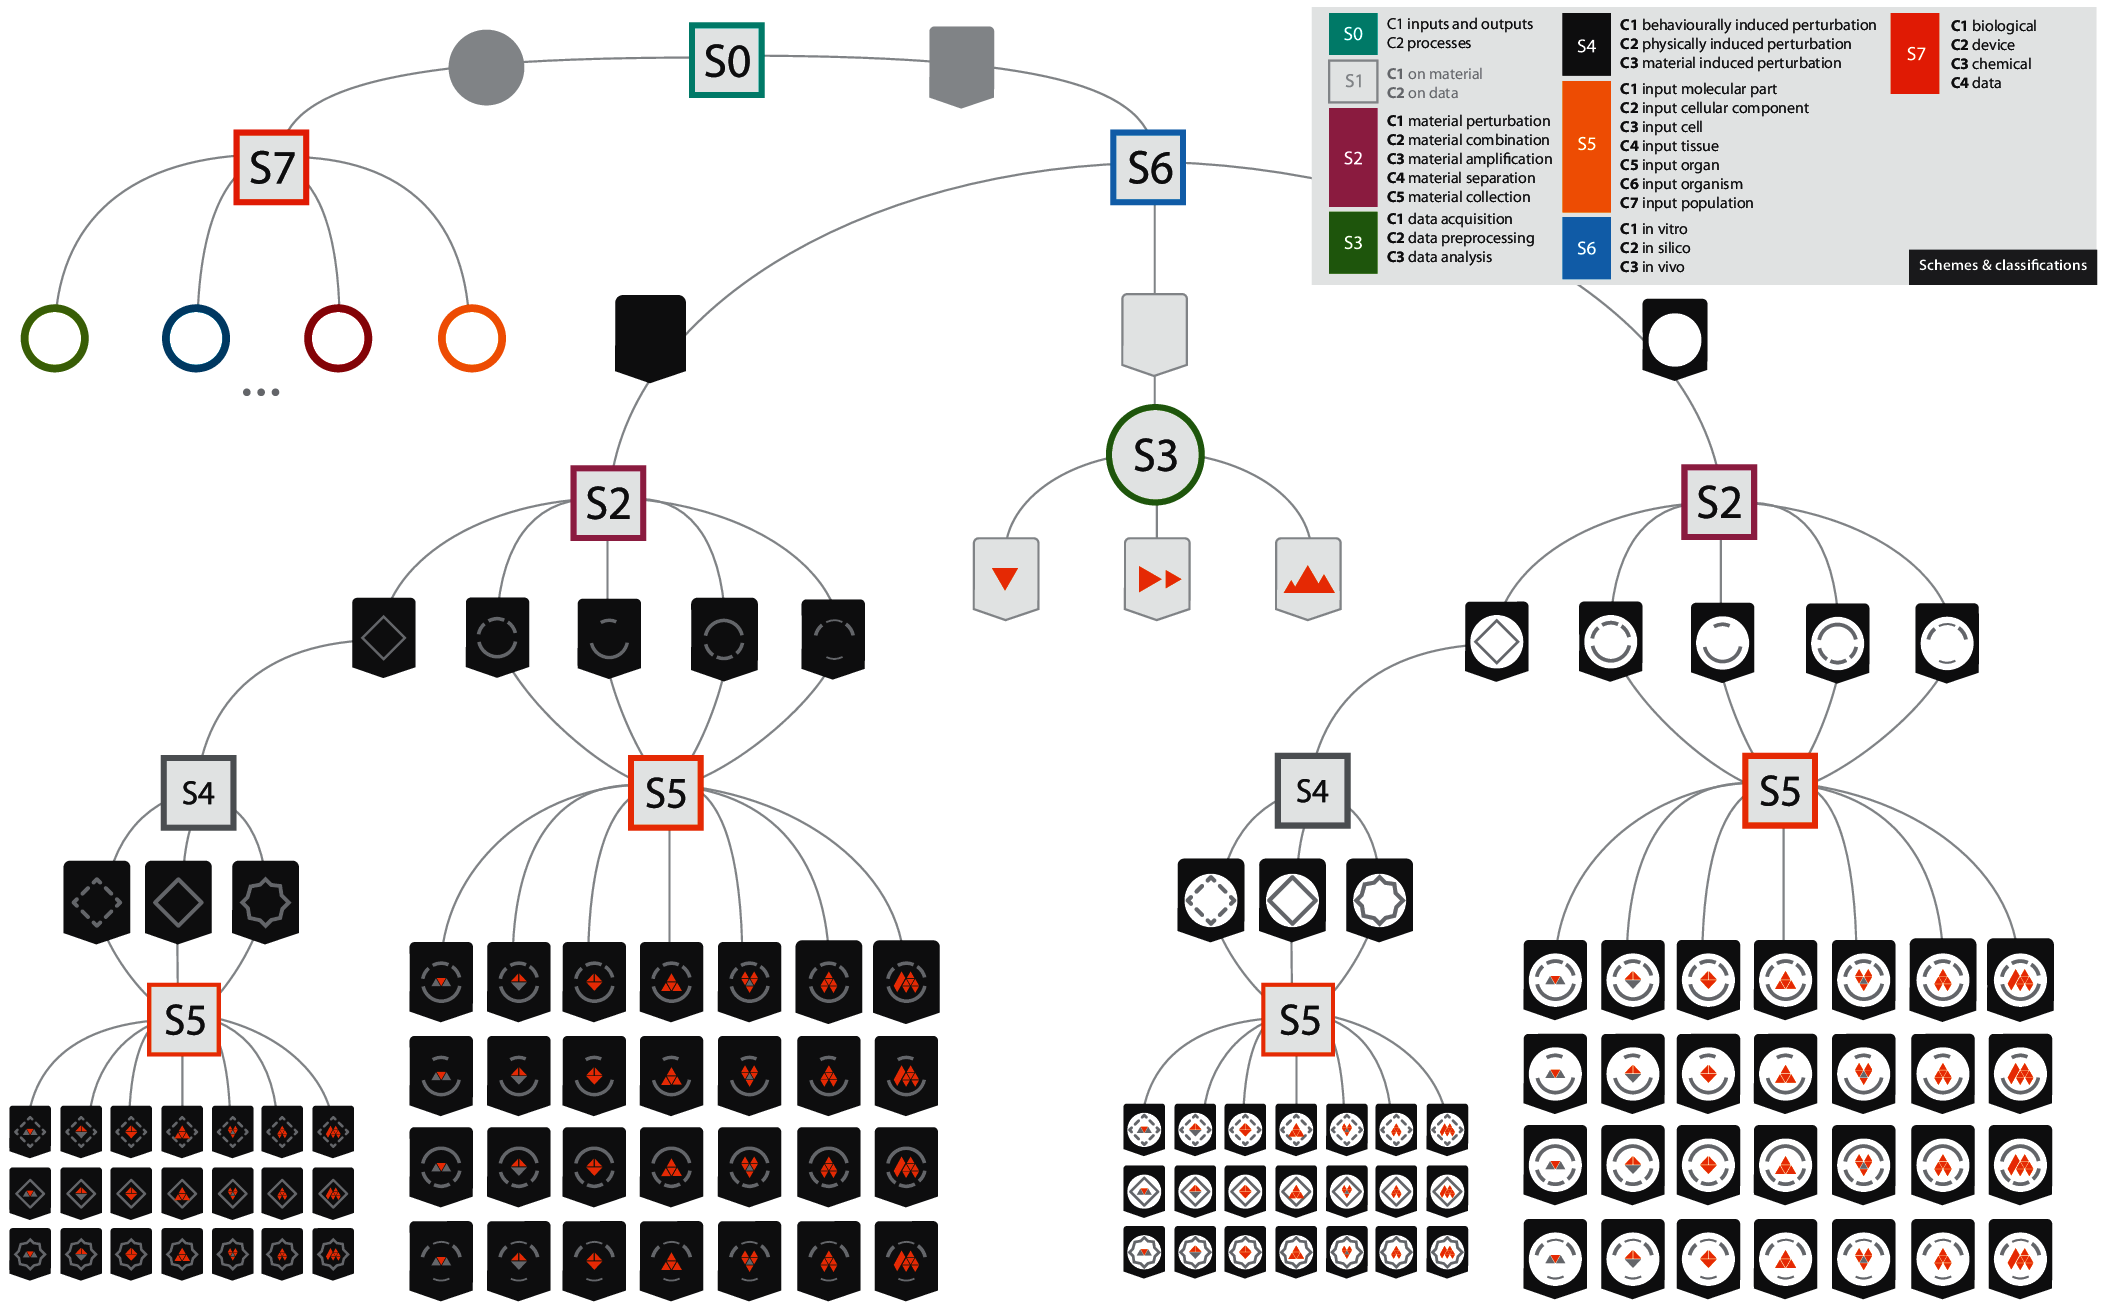 S0
S7
S6
S0
C1 inputs and outputs
C2 processes
S1
C1 on material
C2 on data
S2
C1 material perturbation
C2 material combination
C3 material amplification
C4 material separation
C5 material collection
S3
C1 data acquisition
C2 data preprocessing
C3 data analysis
S4
C1 behaviourally induced perturbation
C2 physically induced perturbation
C3 material induced perturbation
S5
C1 input molecular part
C2 input cellular component
C3 input cell
C4 input tissue
C5 input organ
C6 input organism
C7 input population
S6
C1 in vitro
C2 in silico
C3 in vivo
S7
C1 biological
C2 device
C3 chemical
C4 data
Schemes & classifications
...
S3
S2
S2
S4
S5
S4
S5
S5
S5